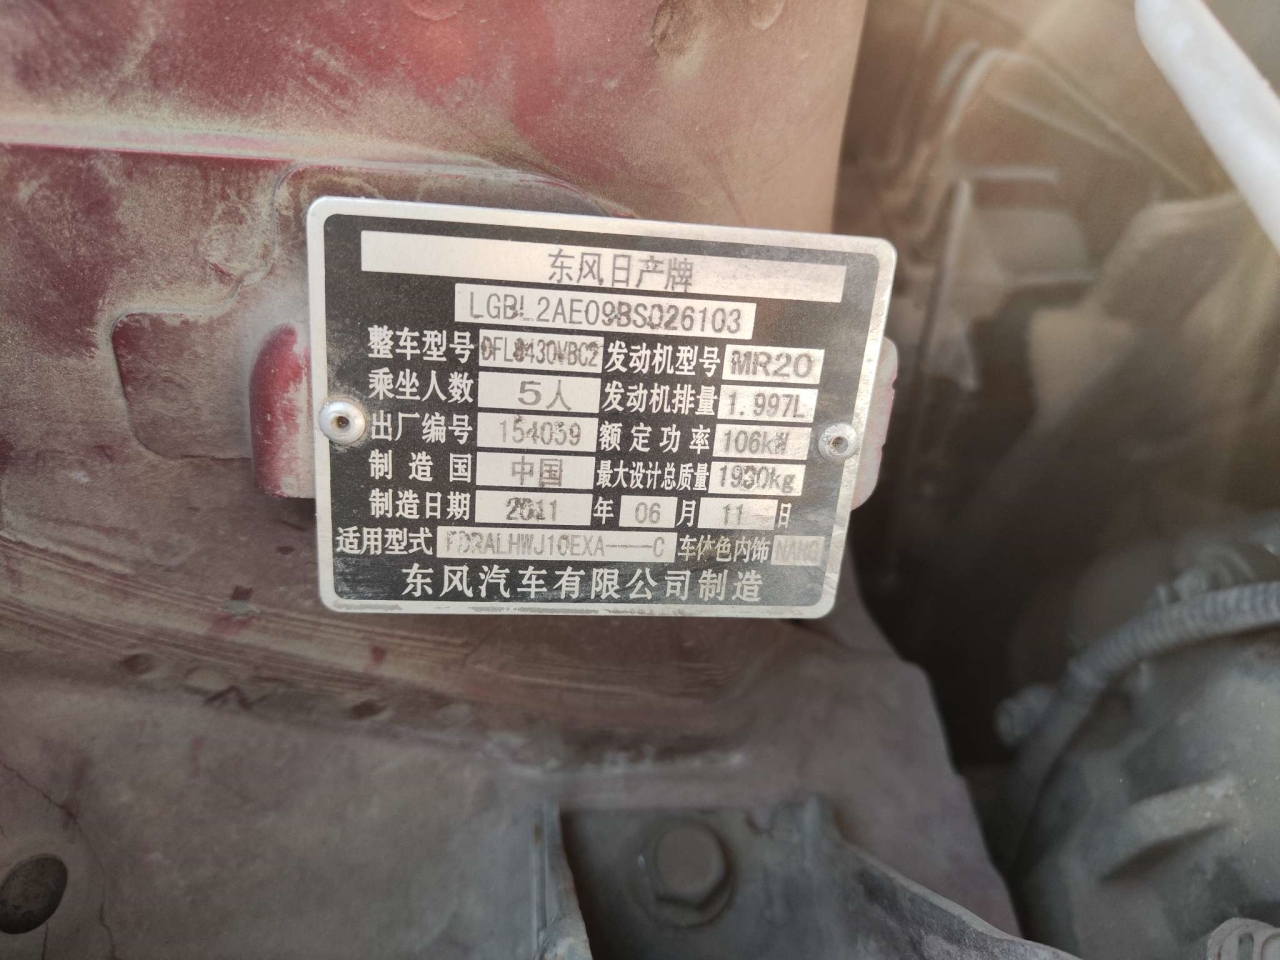 东风日产牌
LGBL2AE09BS026103
整车型号 DFL6430VBC2 发动机型号 MR20
乘坐人数 5人 发动机排量 1.997L
出厂编号 154059 额定功率 106kW
制造国 中国 最大设计总质量 1930kg
制造日期 2011 年 06 月 11 日
适用型式 FDRALHWJ10EXA----C 车体色内饰
东风汽车有限公司制造